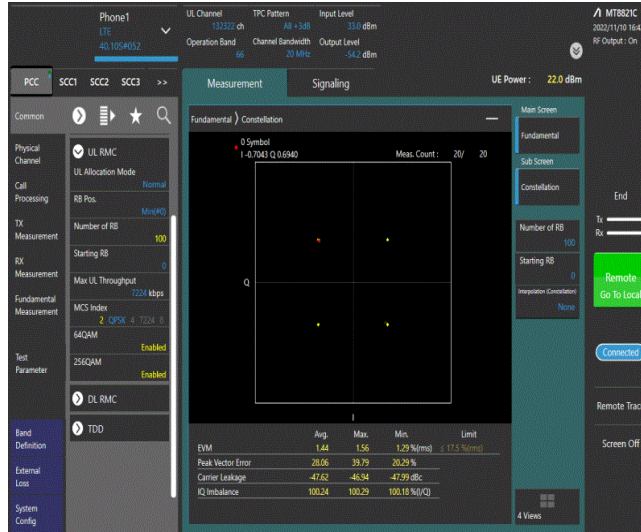 Phone1
LTE
40.10S#052
UL Channel
132322 ch
TPC Pattern
All +3dB
Input Level
33.0 dBm
Operation Band
66
Channel Bandwidth
20 MHz
Output Level
-54.2 dBm
MT8821C
2022/11/10 16:4
RF Output : On
PCC SCC1 SCC2 SCC3 >>
Measurement
Signaling
UE Power : 22.0 dBm
Common
Physical
Channel
Call
Processing
TX
Measurement
RX
Measurement
Fundamental
Measurement
Test
Parameter
Band
Definition
External
Loss
System
Config
UL RMC
UL Allocation Mode
Normal
RB Pos.
Min(#0)
Number of RB
100
Starting RB
0
Max UL Throughput
7224 kbps
MCS Index
2 QPSK 4 7224 8
64QAM
Enabled
256QAM
Enabled
DL RMC
TDD
Fundamental > Constellation
0 Symbol
I -0.7043 Q 0.6940
Meas. Count : 20/ 20
Q
I
Avg. Max. Min. Limit
EVM 1.44 1.56 1.29 %(rms) ≤ 17.5 %(rms)
Peak Vector Error 28.06 39.79 20.29 %
Carrier Leakage -47.62 -46.94 -47.99 dBc
IQ Imbalance 100.24 100.29 100.18 %(I/Q)
Main Screen
Fundamental
Sub Screen
Constellation
Number of RB
100
Starting RB
0
Interpolation (Constellation)
None
4 Views
End
Tx
Rx
Remote
Go To Local
Connected
Remote Trac
Screen Off